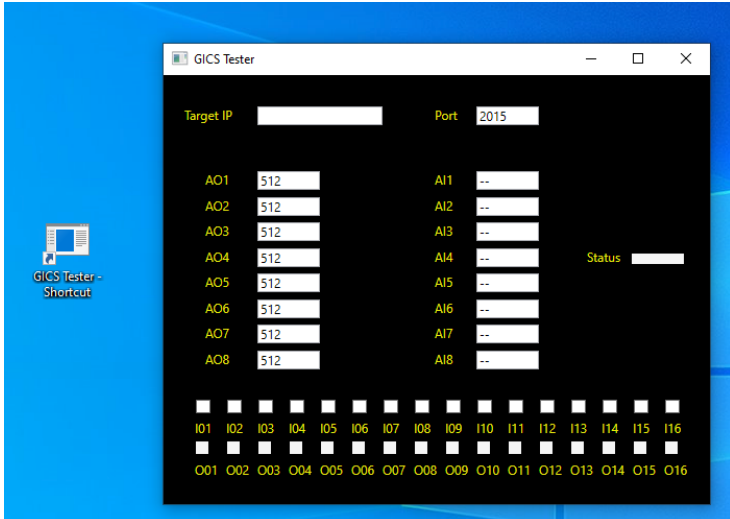 GICS Tester
Target IP
Port 2015
AO1 512 AI1 --
AO2 512 AI2 --
AO3 512 AI3 --
AO4 512 AI4 -- Status
AO5 512 AI5 --
AO6 512 AI6 --
AO7 512 AI7 --
AO8 512 AI8 --
I01 I02 I03 I04 I05 I06 I07 I08 I09 I10 I11 I12 I13 I14 I15 I16
O01 O02 O03 O04 O05 O06 O07 O08 O09 O10 O11 O12 O13 O14 O15 O16
GICS Tester -
Shortcut